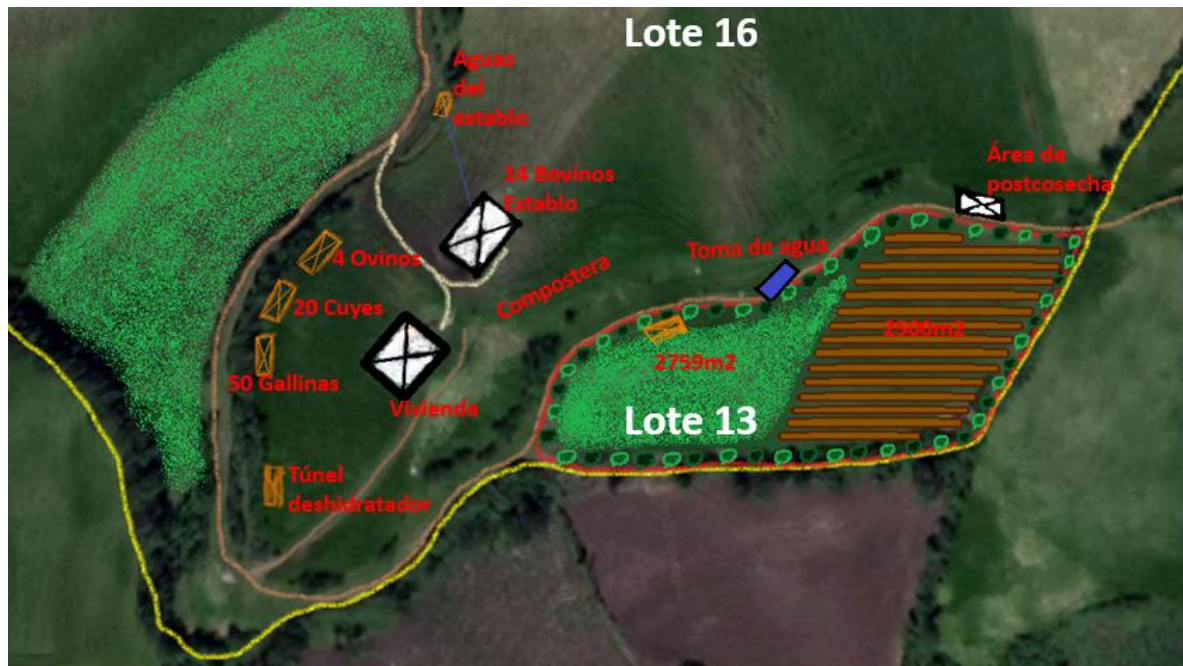 Lote 16
Aguas
del
establo
14 Bovinos
Establo
Área de
postcosecha
4 Ovinos
Toma de agua
Compostera
20 Cuyes
2500m2
50 Gallinas
2759m2
Vivienda
Lote 13
Túnel
deshidratador